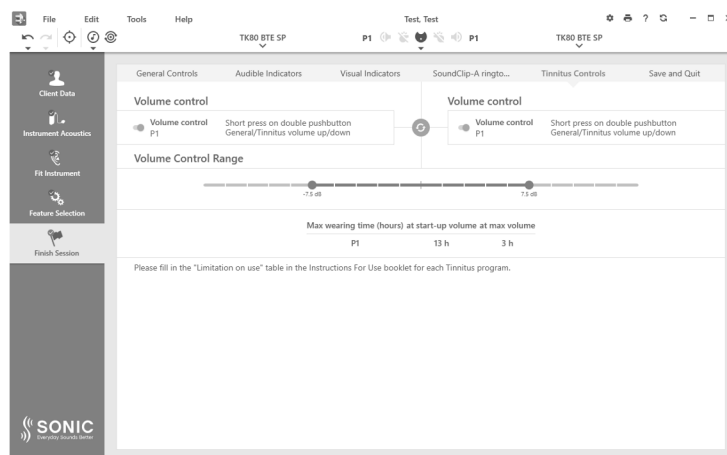 File Edit Tools Help Test, Test
TK80 BTE SP P1 P1 TK80 BTE SP
Client Data
Instrument Acoustics
Fit Instrument
Feature Selection
Finish Session
General Controls Audible Indicators Visual Indicators SoundClip-A ringto... Tinnitus Controls Save and Quit
Volume control Volume control
Volume control Short press on double pushbutton Volume control Short press on double pushbutton
P1 General/Tinnitus volume up/down P1 General/Tinnitus volume up/down
Volume Control Range
-7.5 dB 7.5 dB
Max wearing time (hours) at start-up volume at max volume
P1 13 h 3 h
Please fill in the "Limitation on use" table in the Instructions For Use booklet for each Tinnitus program.
SONIC
Everyday Sounds Better